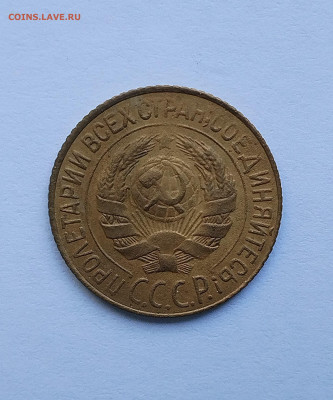 COINS.LAVE.RU
ПРОЛЕТАРИИ ВСЕХ СТРАН, СОЕДИНЯЙТЕСЬ!
С.С.С.Р.